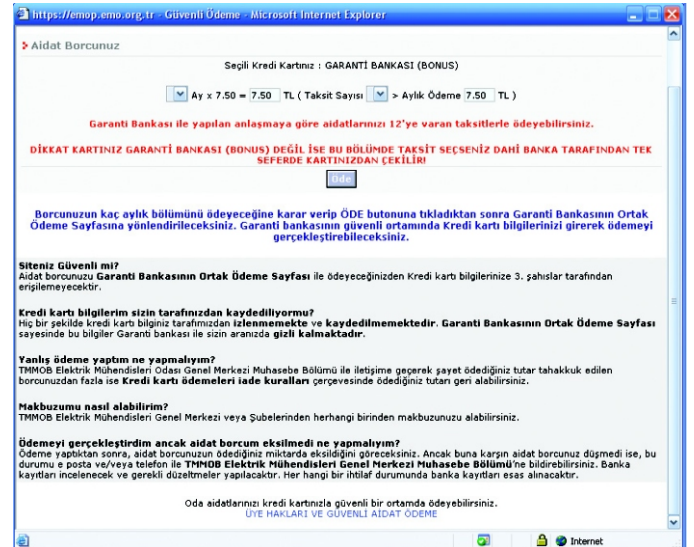 https://emop.emo.org.tr - Güvenli Ödeme - Microsoft Internet Explorer
Aidat Borcunuz
Seçili Kredi Kartınız : GARANTİ BANKASI (BONUS)
Ay x 7.50 = 7.50 TL ( Taksit Sayısı > Aylık Ödeme 7.50 TL )
Garanti Bankası ile yapılan anlaşmaya göre aidatlarınızı 12'ye varan taksitlerle ödeyebilirsiniz.
DİKKAT KARTINIZ GARANTİ BANKASI (BONUS) DEĞİL İSE BU BÖLÜMDE TAKSİT SEÇSENİZ DAHİ BANKA TARAFINDAN TEK
SEFERDE KARTINIZDAN ÇEKİLİR!
Öde
Borcunuzun kaç aylık bölümünü ödeyeceğine karar verip ÖDE butonuna tıkladıktan sonra Garanti Bankasının Ortak
Ödeme Sayfasına yönlendirileceksiniz. Garanti bankasının güvenli ortamında Kredi kartı bilgilerinizi girerek ödemeyi
gerçekleştirebileceksiniz.
Siteniz Güvenli mi?
Aidat borcunuzu Garanti Bankasının Ortak Ödeme Sayfası ile ödeyeceğinizden Kredi kartı bilgilerinize 3. şahıslar tarafından
erişilemeyecektir.
Kredi kartı bilgilerim sizin tarafınızdan kaydediliyormu?
Hiç bir şekilde kredi kartı bilginiz tarafımızdan izlenmemekte ve kaydedilmemektedir. Garanti Bankasının Ortak Ödeme Sayfası
sayesinde bu bilgiler Garanti bankası ile sizin aranızda gizli kalmaktadır.
Yanlış ödeme yaptım ne yapmalıyım?
TMMOB Elektrik Mühendisleri Odası Genel Merkezi Muhasebe Bölümü ile iletişime geçerek şayet ödediğiniz tutar tahakkuk edilen
borcunuzdan fazla ise Kredi kartı ödemeleri iade kuralları çerçevesinde ödediğiniz tutarı geri alabilirsiniz.
Makbuzumu nasıl alabilirim?
TMMOB Elektrik Mühendisleri Genel Merkezi veya Şubelerinden herhangi birinden makbuzunuzu alabilirsiniz.
Ödemeyi gerçekleştirdim ancak aidat borcum eksilmedi ne yapmalıyım?
Ödeme yaptıktan sonra, aidat borcunuzun ödediğiniz miktarda eksildiğini göreceksiniz. Ancak buna karşın aidat borcunuz düşmedi ise, bu
durumu e posta ve/veya telefon ile TMMOB Elektrik Mühendisleri Genel Merkezi Muhasebe Bölümü'ne bildirebilirsiniz. Banka
kayıtları incelenecek ve gerekli düzeltmeler yapılacaktır. Her hangi bir ihtilaf durumunda banka kayıtları esas alınacaktır.
Oda aidatlarınızı kredi kartınızla güvenli bir ortamda ödeyebilirsiniz.
ÜYE HAKLARI VE GÜVENLİ AİDAT ÖDEME
Internet